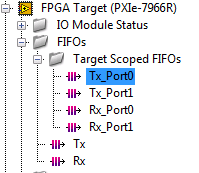 FPGA Target (PXIe-7966R)
IO Module Status
FIFOs
Target Scoped FIFOs
Tx_Port0
Tx_Port1
Rx_Port0
Rx_Port1
Tx
Rx